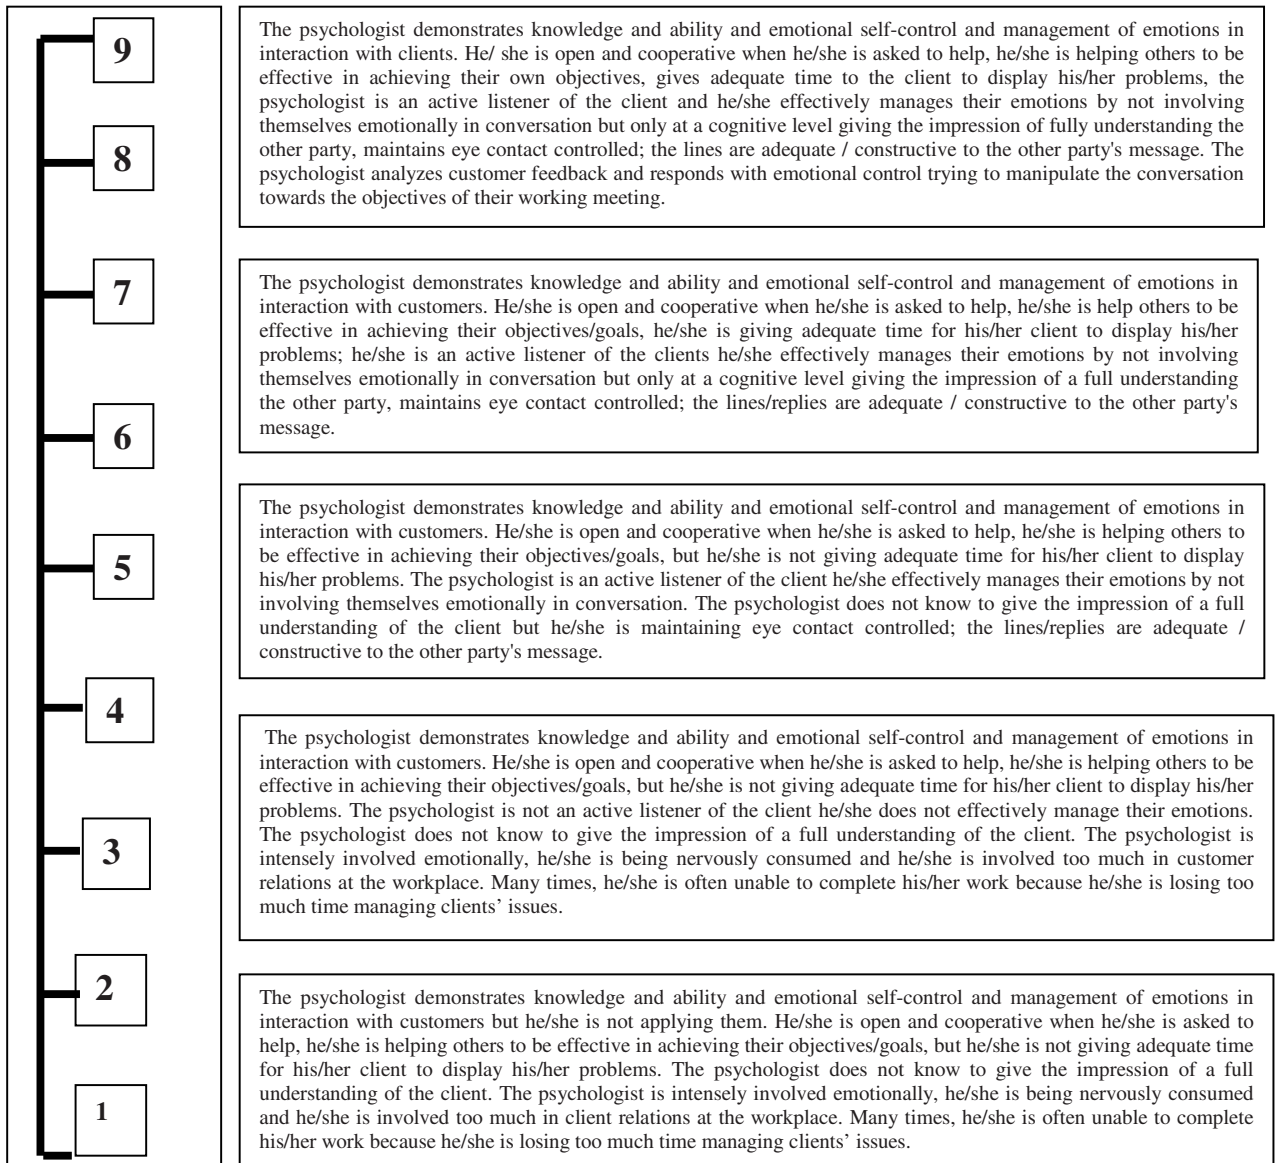 9
The psychologist demonstrates knowledge and ability and emotional self-control and management of emotions in
interaction with clients. He/ she is open and cooperative when he/she is asked to help, he/she is helping others to be
effective in achieving their own objectives, gives adequate time to the client to display his/her problems, the
psychologist is an active listener of the client and he/she effectively manages their emotions by not involving
themselves emotionally in conversation but only at a cognitive level giving the impression of fully understanding the
other party, maintains eye contact controlled; the lines are adequate / constructive to the other party's message. The
psychologist analyzes customer feedback and responds with emotional control trying to manipulate the conversation
towards the objectives of their working meeting.
8
7
The psychologist demonstrates knowledge and ability and emotional self-control and management of emotions in
interaction with customers. He/she is open and cooperative when he/she is asked to help, he/she is help others to be
effective in achieving their objectives/goals, he/she is giving adequate time for his/her client to display his/her
problems; he/she is an active listener of the clients he/she effectively manages their emotions by not involving
themselves emotionally in conversation but only at a cognitive level giving the impression of a full understanding
the other party, maintains eye contact controlled; the lines/replies are adequate / constructive to the other party's
message.
6
5
The psychologist demonstrates knowledge and ability and emotional self-control and management of emotions in
interaction with customers. He/she is open and cooperative when he/she is asked to help, he/she is helping others to
be effective in achieving their objectives/goals, but he/she is not giving adequate time for his/her client to display
his/her problems. The psychologist is an active listener of the client he/she effectively manages their emotions by not
involving themselves emotionally in conversation. The psychologist does not know to give the impression of a full
understanding of the client but he/she is maintaining eye contact controlled; the lines/replies are adequate /
constructive to the other party's message.
4
3
The psychologist demonstrates knowledge and ability and emotional self-control and management of emotions in
interaction with customers. He/she is open and cooperative when he/she is asked to help, he/she is helping others to be
effective in achieving their objectives/goals, but he/she is not giving adequate time for his/her client to display his/her
problems. The psychologist is not an active listener of the client he/she does not effectively manage their emotions.
The psychologist does not know to give the impression of a full understanding of the client. The psychologist is
intensely involved emotionally, he/she is being nervously consumed and he/she is involved too much in customer
relations at the workplace. Many times, he/she is often unable to complete his/her work because he/she is losing too
much time managing clients’ issues.
2
1
The psychologist demonstrates knowledge and ability and emotional self-control and management of emotions in
interaction with customers but he/she is not applying them. He/she is open and cooperative when he/she is asked to
help, he/she is helping others to be effective in achieving their objectives/goals, but he/she is not giving adequate time
for his/her client to display his/her problems. The psychologist does not know to give the impression of a full
understanding of the client. The psychologist is intensely involved emotionally, he/she is being nervously consumed
and he/she is involved too much in client relations at the workplace. Many times, he/she is often unable to complete
his/her work because he/she is losing too much time managing clients’ issues.